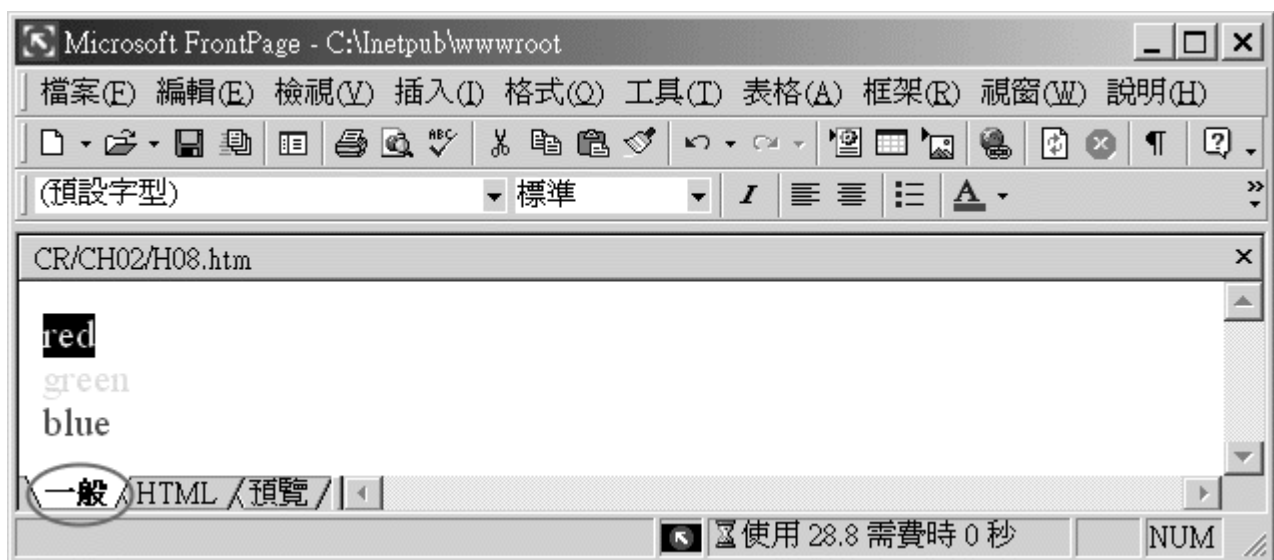 Microsoft FrontPage - C:\Inetpub\wwwroot
檔案(F) 編輯(E) 檢視(V) 插入(I) 格式(O) 工具(T) 表格(A) 框架(R) 視窗(W) 說明(H)
ABC
(預設字型) 標準 I A
CR/CH02/H08.htm
red
green
blue
一般 HTML 預覽
使用 28.8 需費時 0 秒 NUM